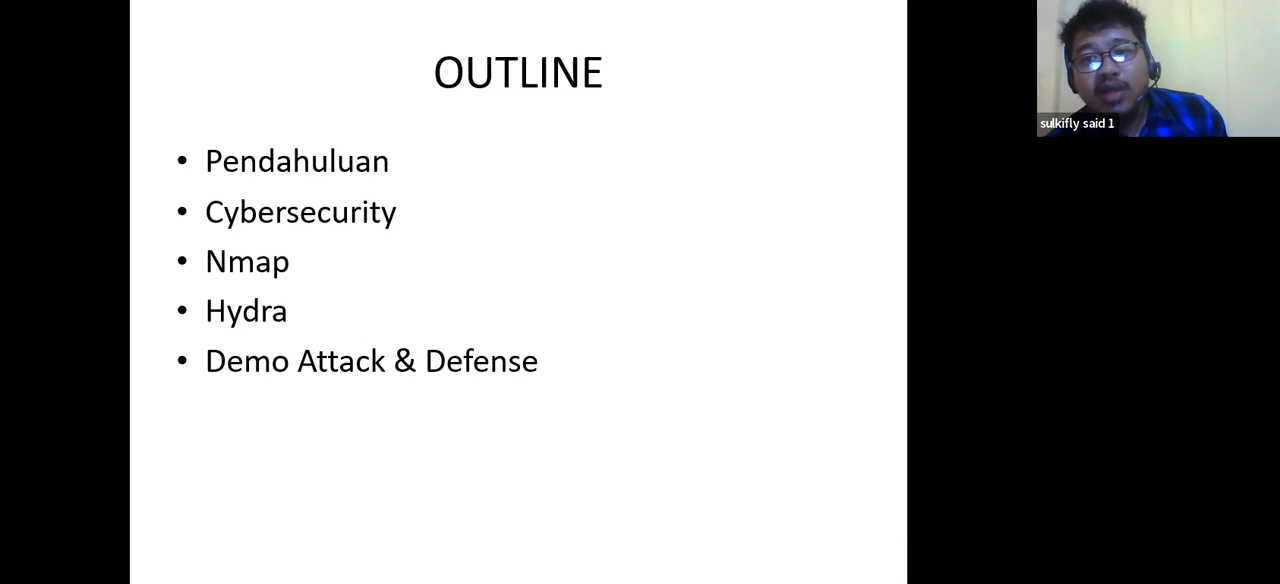 OUTLINE
• Pendahuluan
• Cybersecurity
• Nmap
• Hydra
• Demo Attack & Defense
sulkifly said 1